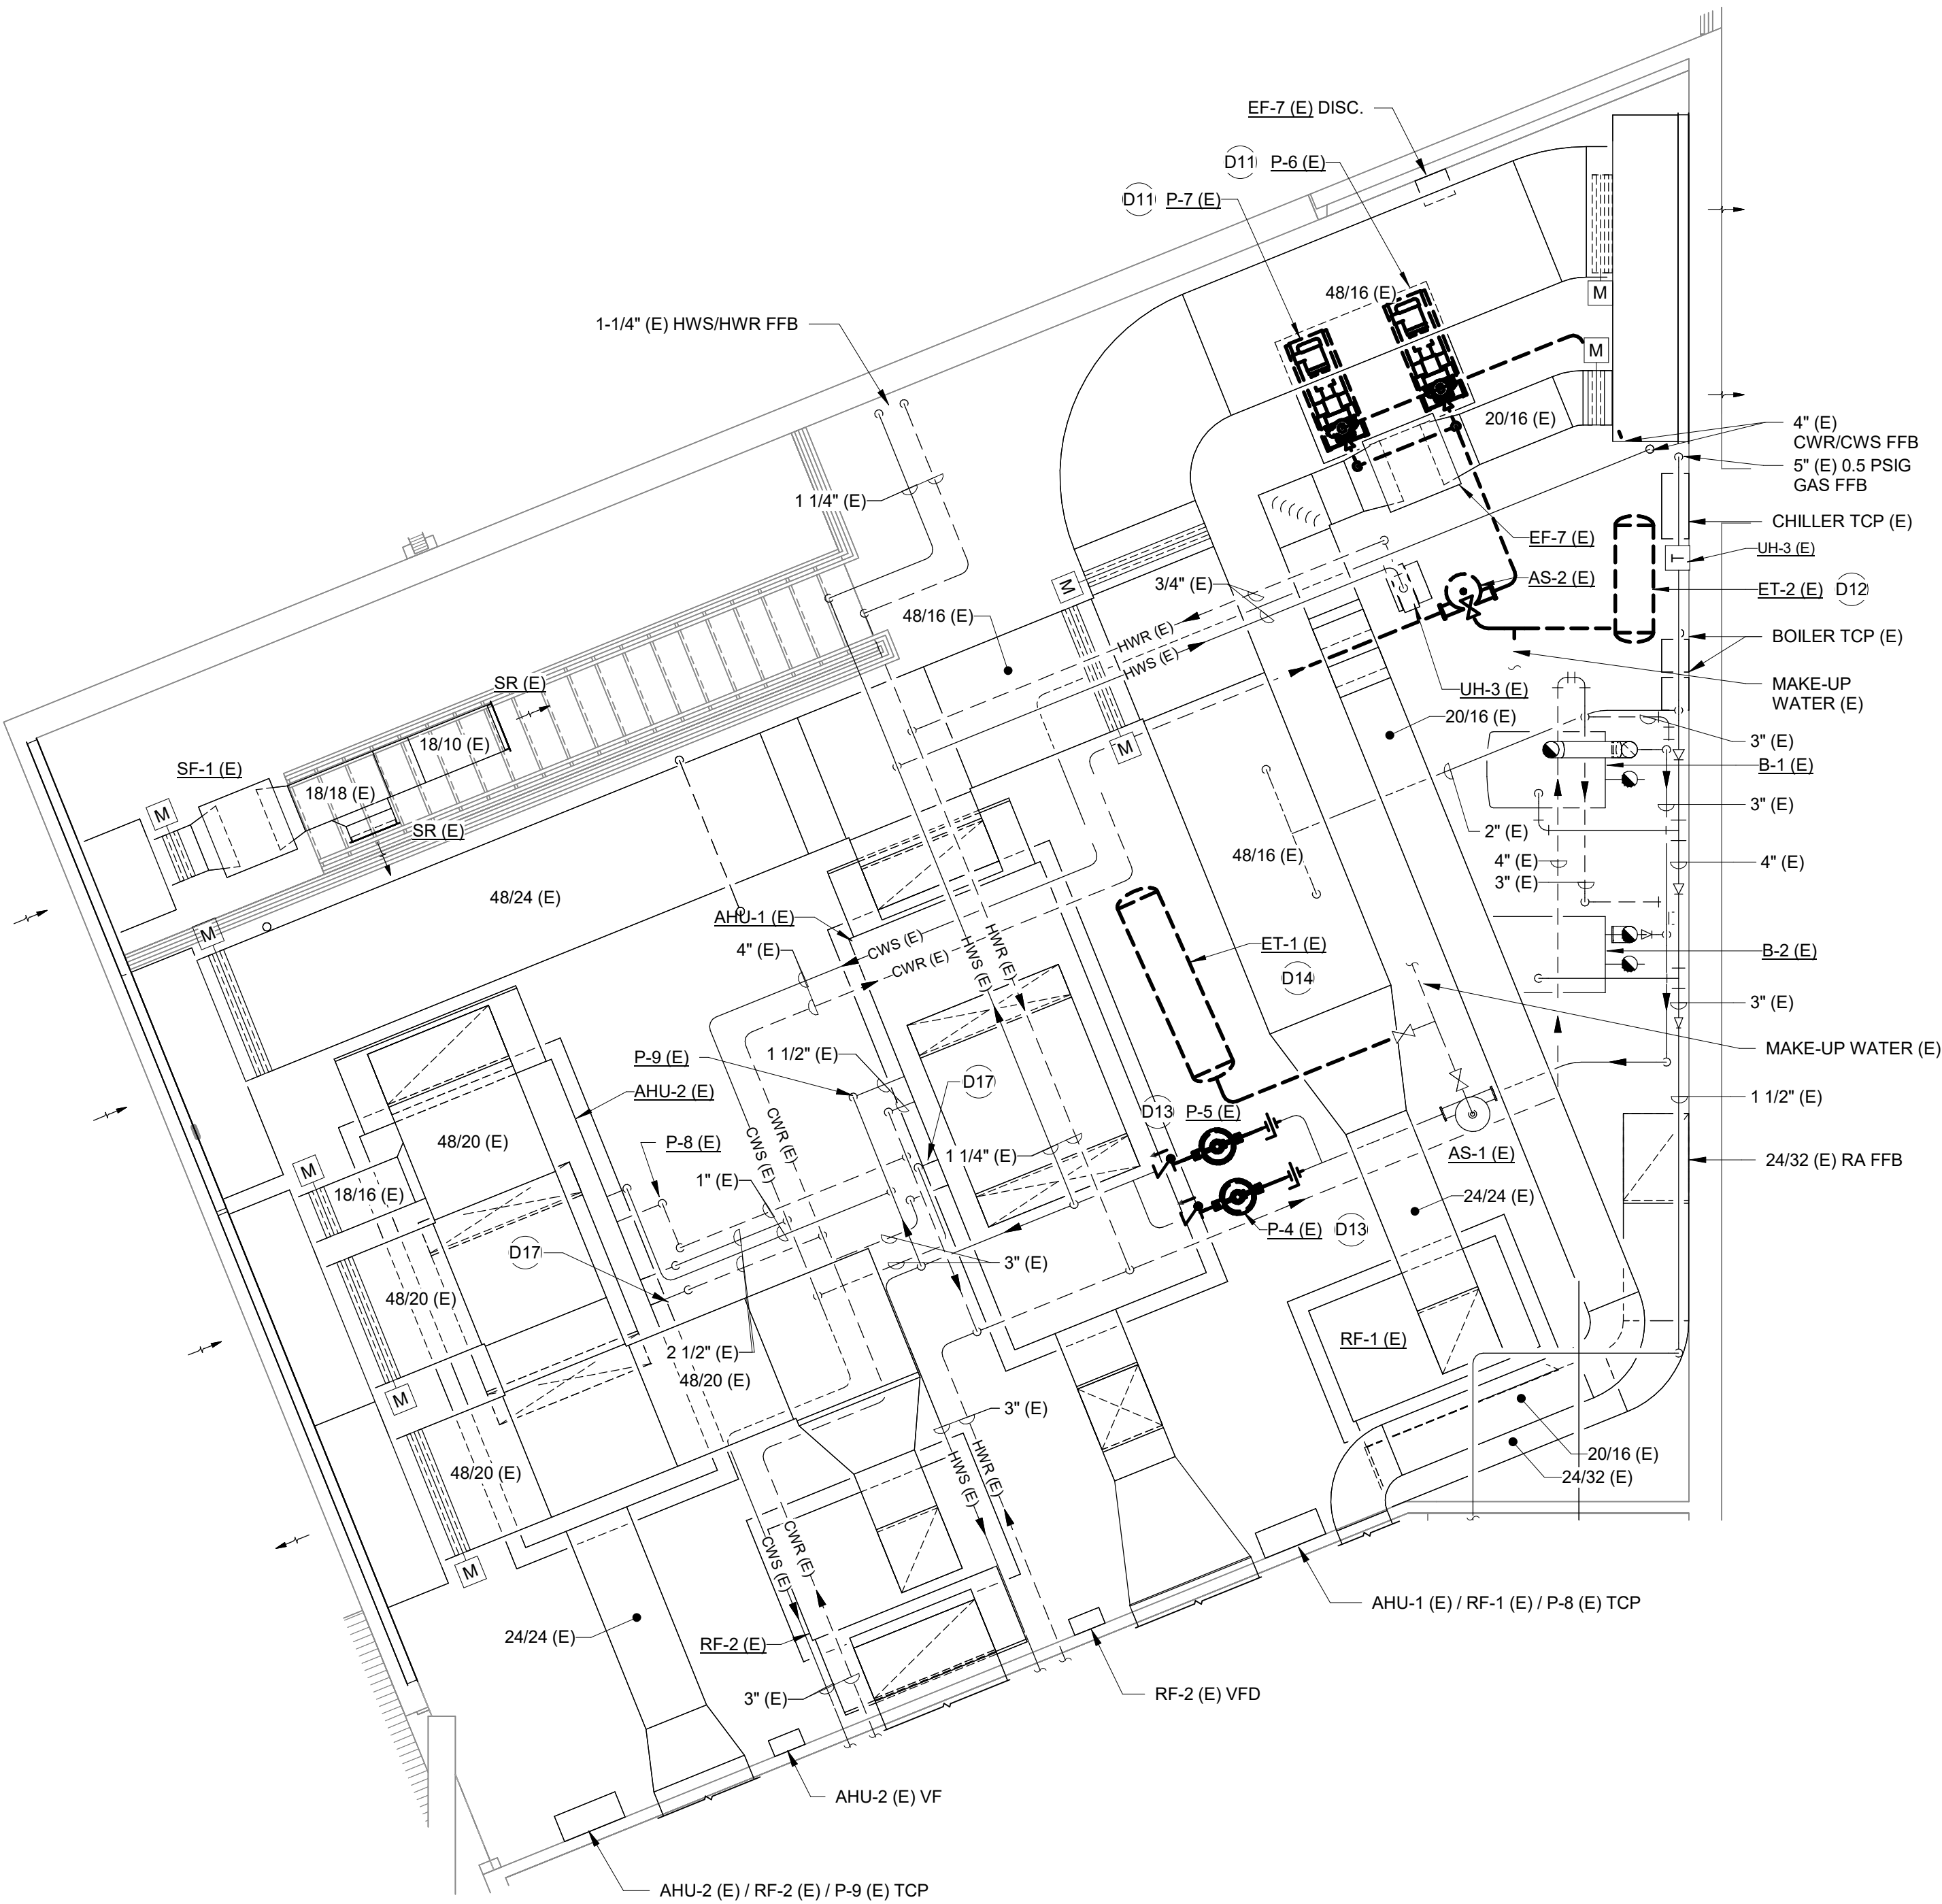 EF-7 (E) DISC.
D11 P-6 (E)
D11 P-7 (E)
48/16 (E)
M
1-1/4" (E) HWS/HWR FFB
M
20/16 (E)
4" (E)
CWR/CWS FFB
5" (E) 0.5 PSIG
GAS FFB
1 1/4" (E)
CHILLER TCP (E)
EF-7 (E)
UH-3 (E)
T
AS-2 (E)
3/4" (E)
M
ET-2 (E) D12
48/16 (E)
HWR (E)
HWS (E)
BOILER TCP (E)
MAKE-UP
WATER (E)
UH-3 (E)
SR (E)
20/16 (E)
18/10 (E)
M
3" (E)
B-1 (E)
SF-1 (E)
18/18 (E)
M
SR (E)
3" (E)
2" (E)
48/16 (E)
4" (E)
4" (E)
3" (E)
48/24 (E)
AHU-1 (E)
M
CWS (E)
CWR (E)
HWS (E)
HWR (E)
4" (E)
ET-1 (E)
D14
B-2 (E)
3" (E)
MAKE-UP WATER (E)
P-9 (E)
1 1/2" (E)
D17
AHU-2 (E)
1 1/2" (E)
D13 P-5 (E)
CWS (E)
CWR (E)
48/20 (E)
P-8 (E)
1 1/4" (E)
AS-1 (E)
24/32 (E) RA FFB
M
18/16 (E)
1" (E)
24/24 (E)
P-4 (E) D13
D17
3" (E)
48/20 (E)
RF-1 (E)
2 1/2" (E)
48/20 (E)
M
3" (E)
20/16 (E)
24/32 (E)
48/20 (E)
HWS (E)
HWR (E)
M
CWS (E)
CWR (E)
AHU-1 (E) / RF-1 (E) / P-8 (E) TCP
24/24 (E)
RF-2 (E)
3" (E)
RF-2 (E) VFD
AHU-2 (E) VF
AHU-2 (E) / RF-2 (E) / P-9 (E) TCP